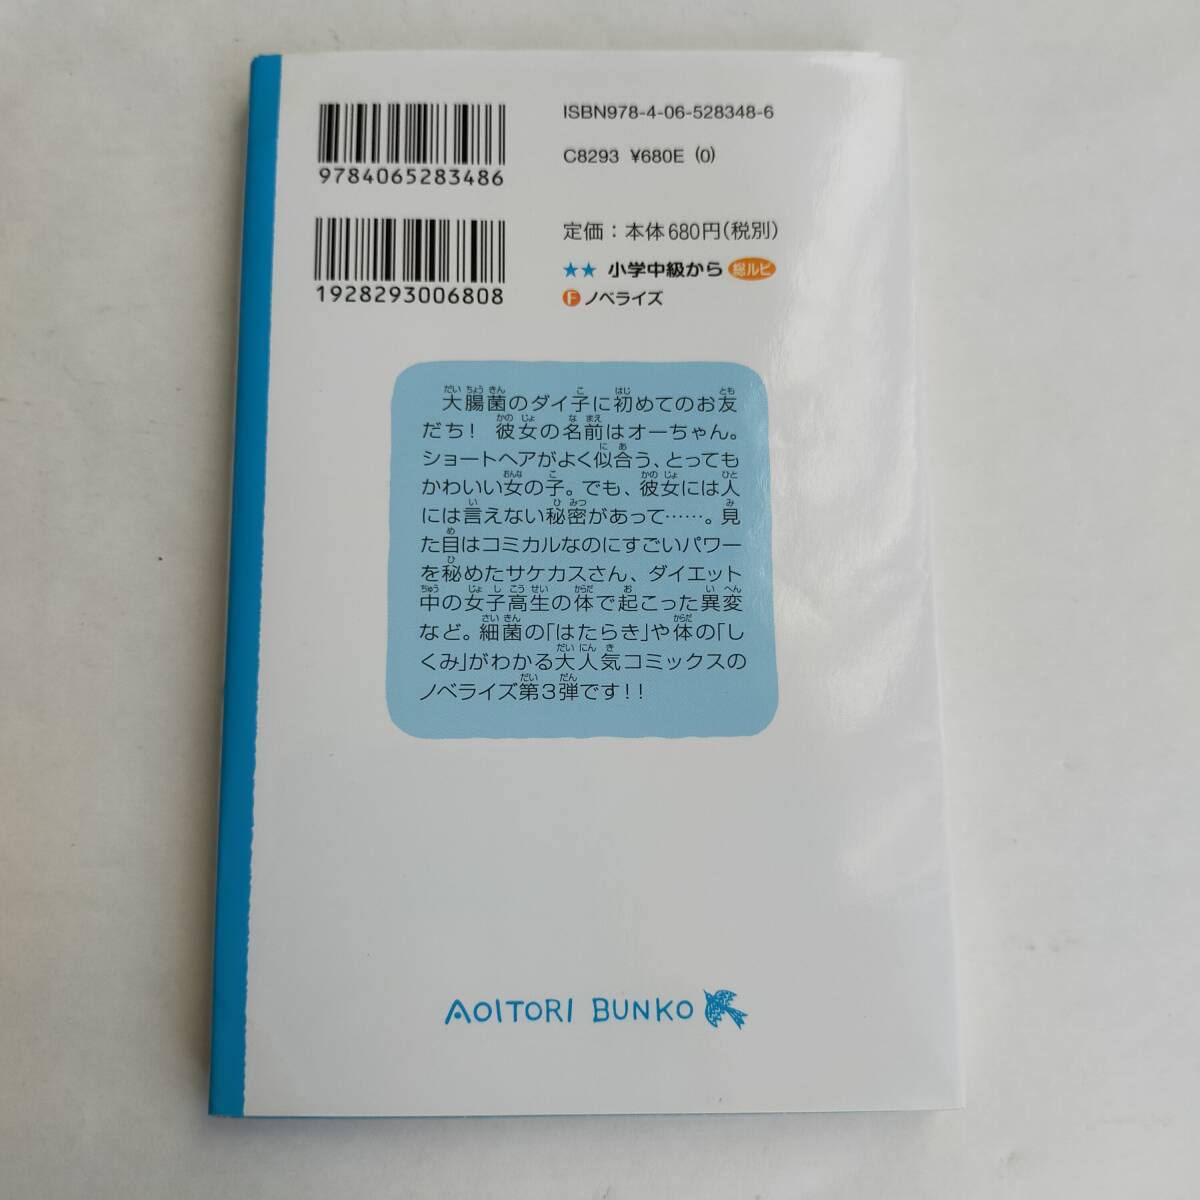 9784065283486
ISBN978-4-06-528348-6
C8293 ¥680E (0)
1928293006808
定価:本体680円(税別)
★★ 小学中級から 総ルビ
F ノベライズ
大腸菌のダイ子に初めてのお友
だち! 彼女の名前はオーちゃん。
ショートヘアがよく似合う、とっても
かわいい女の子。でも、彼女には人
には言えない秘密があって……。見
た目はコミカルなのにすごいパワー
を秘めたサケカスさん、ダイエット
中の女子高生の体で起こった異変
など。細菌の「はたらき」や体の「し
くみ」がわかる大人気コミックスの
ノベライズ第3弾です!!
AOITORI BUNKO